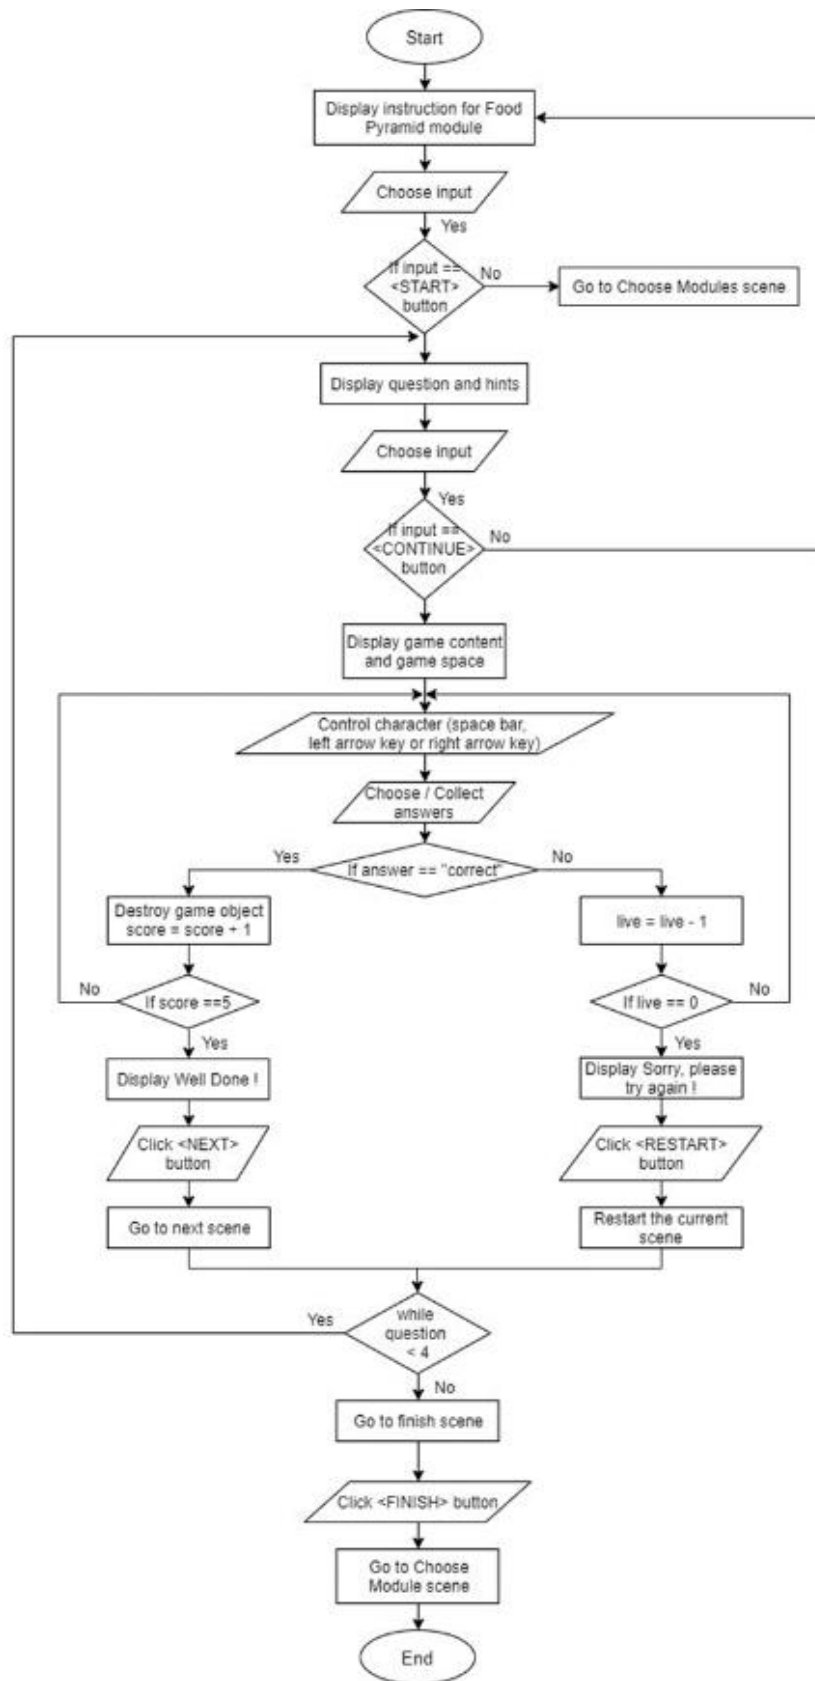 Start
Display instruction for Food
Pyramid module
Choose input
Yes
If input ==
<START>
button
No
Go to Choose Modules scene
Display question and hints
Choose input
Yes
If input ==
<CONTINUE>
button
No
Display game content
and game space
Control character (space bar,
left arrow key or right arrow key)
Choose / Collect
answers
If answer == "correct"
Yes
No
Destroy game object
score = score + 1
live = live - 1
No
If score ==5
If live == 0
No
Yes
Yes
Display Well Done !
Display Sorry, please
try again !
Click <NEXT>
button
Click <RESTART>
button
Go to next scene
Restart the current
scene
Yes
while
question
< 4
No
Go to finish scene
Click <FINISH> button
Go to Choose
Module scene
End